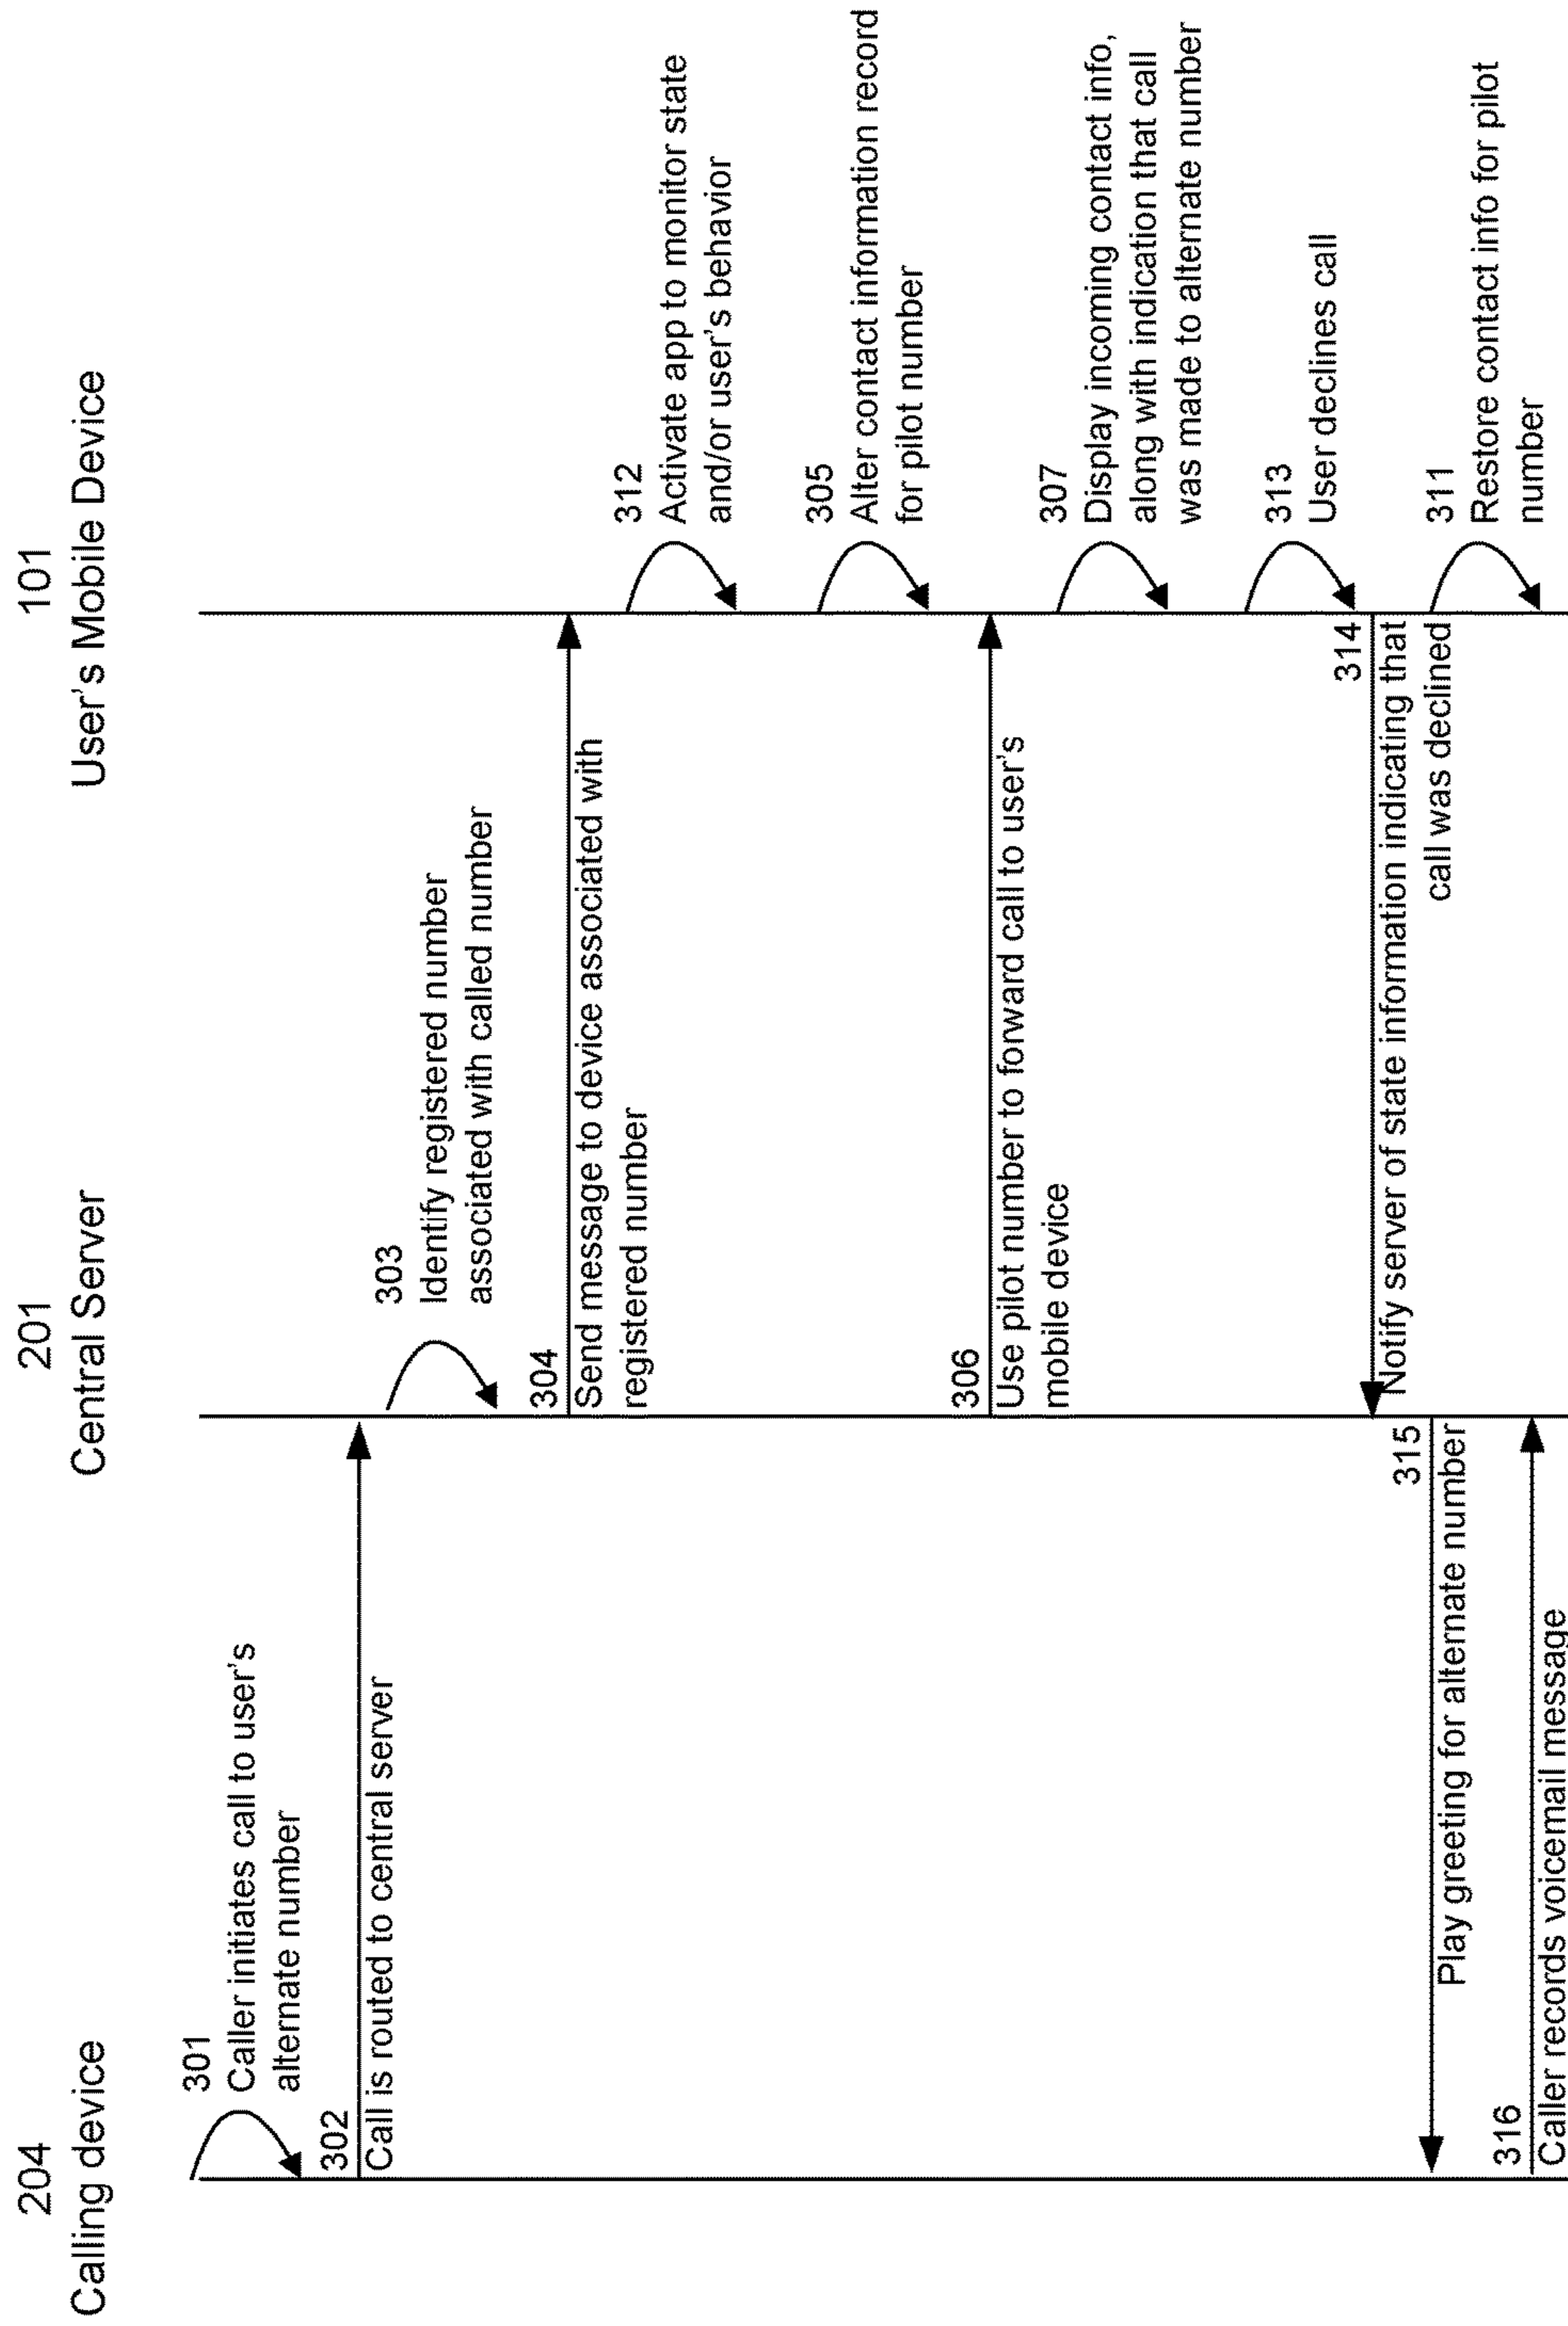 204
Calling device
201
Central Server
101
User's Mobile Device
301
Caller initiates call to user's
alternate number
302
Call is routed to central server
303
Identify registered number
associated with called number
304
Send message to device associated with
registered number
312
Activate app to monitor state
and/or user's behavior
305
Alter contact information record
for pilot number
306
Use pilot number to forward call to user's
mobile device
307
Display incoming contact info,
along with indication that call
was made to alternate number
313
User declines call
314
Notify server of state information indicating that
call was declined
315
Play greeting for alternate number
311
Restore contact info for pilot
number
316
Caller records voicemail message